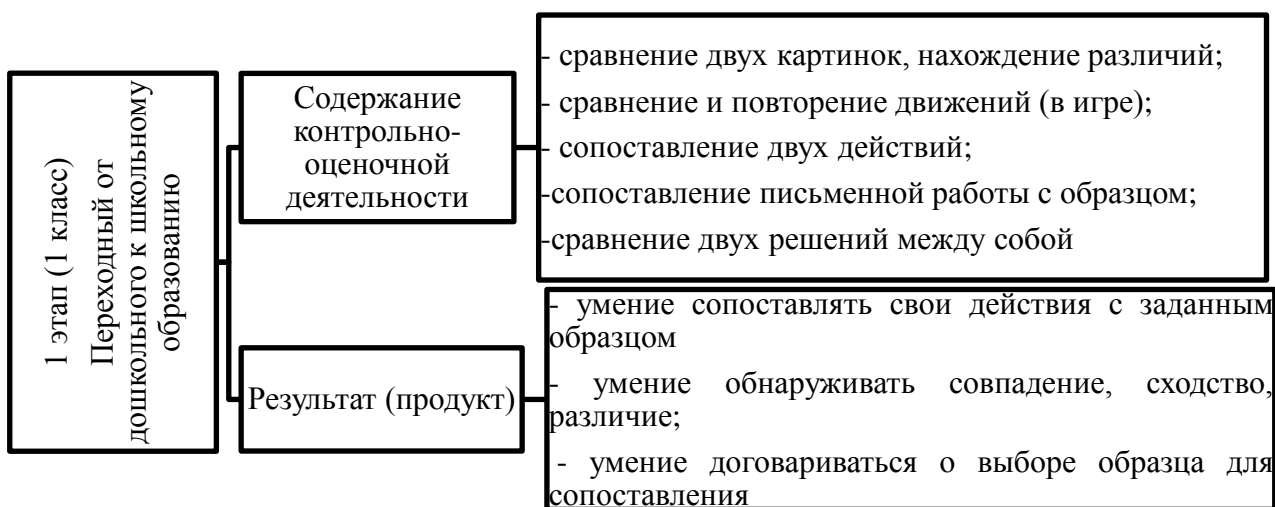 1 этап (1 класс)
Переходный от
дошкольного к школьному
образованию
Содержание
контрольно-
оценочной
деятельности
- сравнение двух картинок, нахождение различий;
- сравнение и повторение движений (в игре);
- сопоставление двух действий;
-сопоставление письменной работы с образцом;
-сравнение двух решений между собой
Результат (продукт)
- умение сопоставлять свои действия с заданным
образцом
- умение обнаруживать совпадение, сходство,
различие;
- умение договариваться о выборе образца для
сопоставления